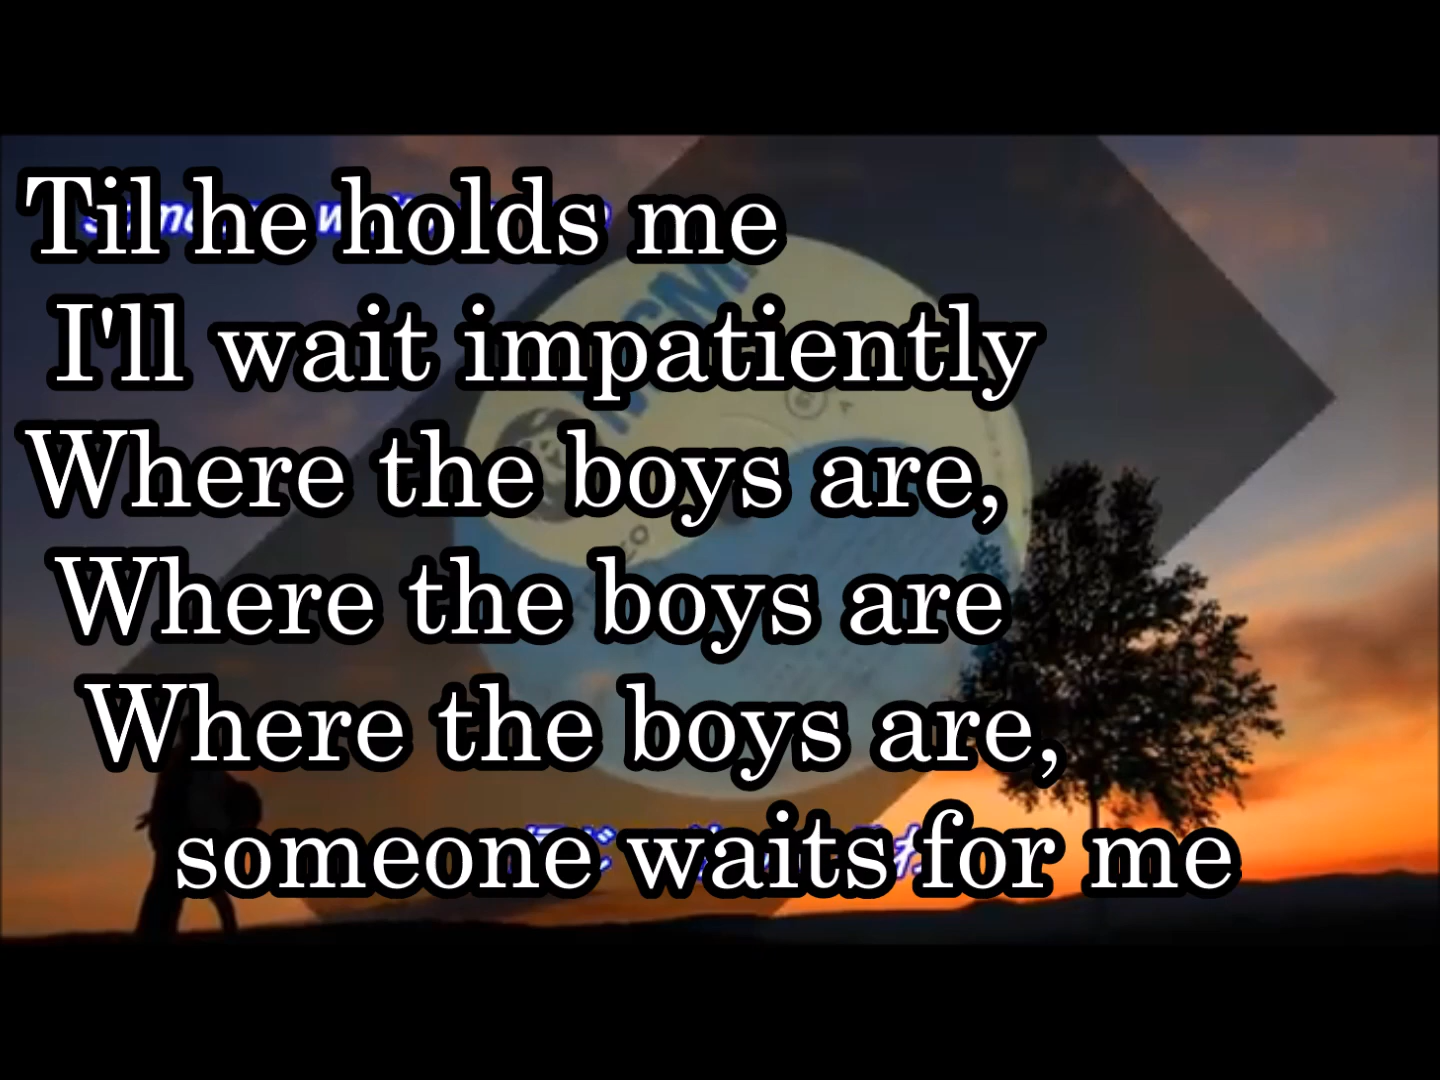 Til he holds me
I'll wait impatiently
Where the boys are,
Where the boys are
Where the boys are,
someone waits for me
MGM